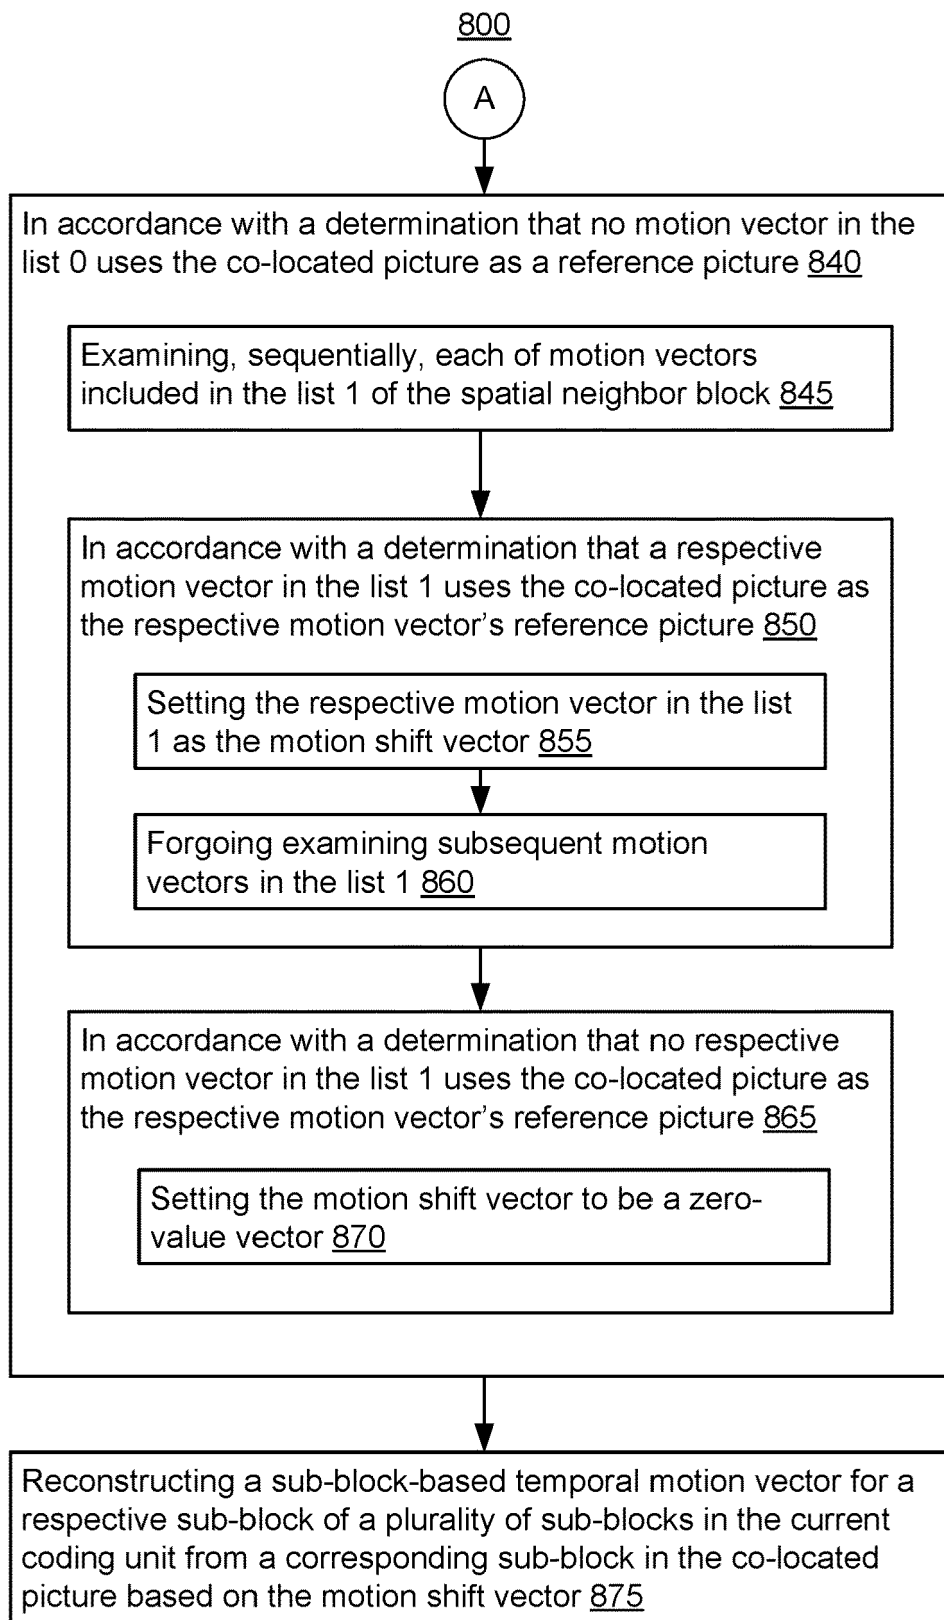 800
A
In accordance with a determination that no motion vector in the
list 0 uses the co-located picture as a reference picture 840
Examining, sequentially, each of motion vectors
included in the list 1 of the spatial neighbor block 845
In accordance with a determination that a respective
motion vector in the list 1 uses the co-located picture as
the respective motion vector's reference picture 850
Setting the respective motion vector in the list
1 as the motion shift vector 855
Forgoing examining subsequent motion
vectors in the list 1 860
In accordance with a determination that no respective
motion vector in the list 1 uses the co-located picture as
the respective motion vector's reference picture 865
Setting the motion shift vector to be a zero-
value vector 870
Reconstructing a sub-block-based temporal motion vector for a
respective sub-block of a plurality of sub-blocks in the current
coding unit from a corresponding sub-block in the co-located
picture based on the motion shift vector 875